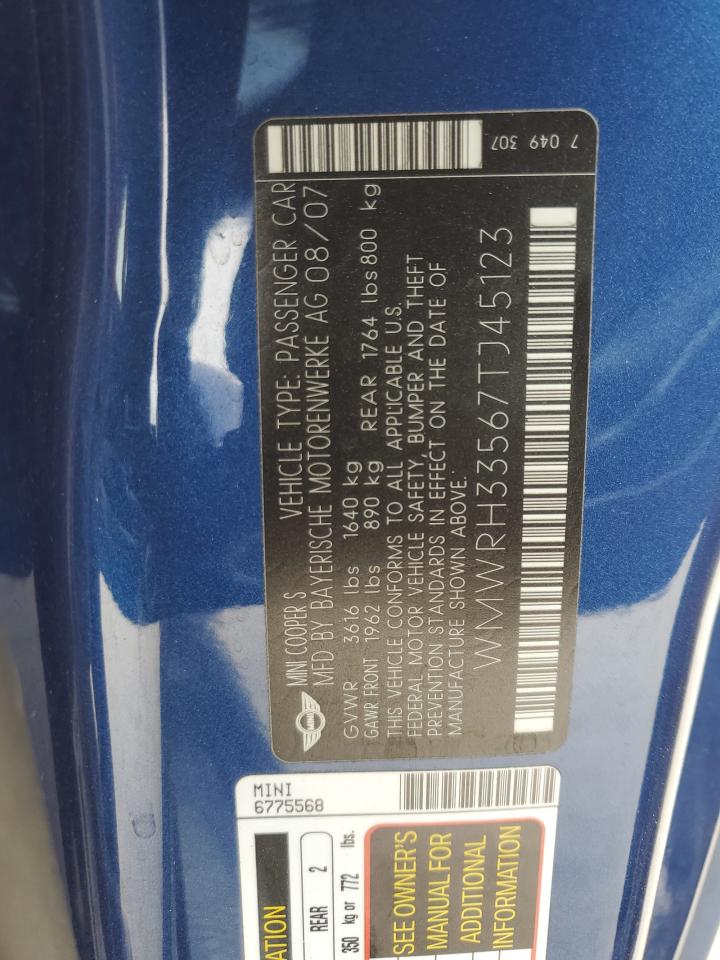 7 049 307
MINI COOPER S VEHICLE TYPE: PASSENGER CAR
MFD BY BAYERISCHE MOTORENWERKE AG 08/07
GVWR 3616 lbs 1640 kg
GAWR FRONT 1962 lbs 890 kg REAR 1764 lbs 800 kg
THIS VEHICLE CONFORMS TO ALL APPLICABLE U.S.
FEDERAL MOTOR VEHICLE SAFETY, BUMPER AND THEFT
PREVENTION STANDARDS IN EFFECT ON THE DATE OF
MANUFACTURE SHOWN ABOVE.
WMWRH33567TJ45123
MINI
6775568
REAR 2
350 kg or 772 lbs.
SEE OWNER'S
MANUAL FOR
ADDITIONAL
INFORMATION